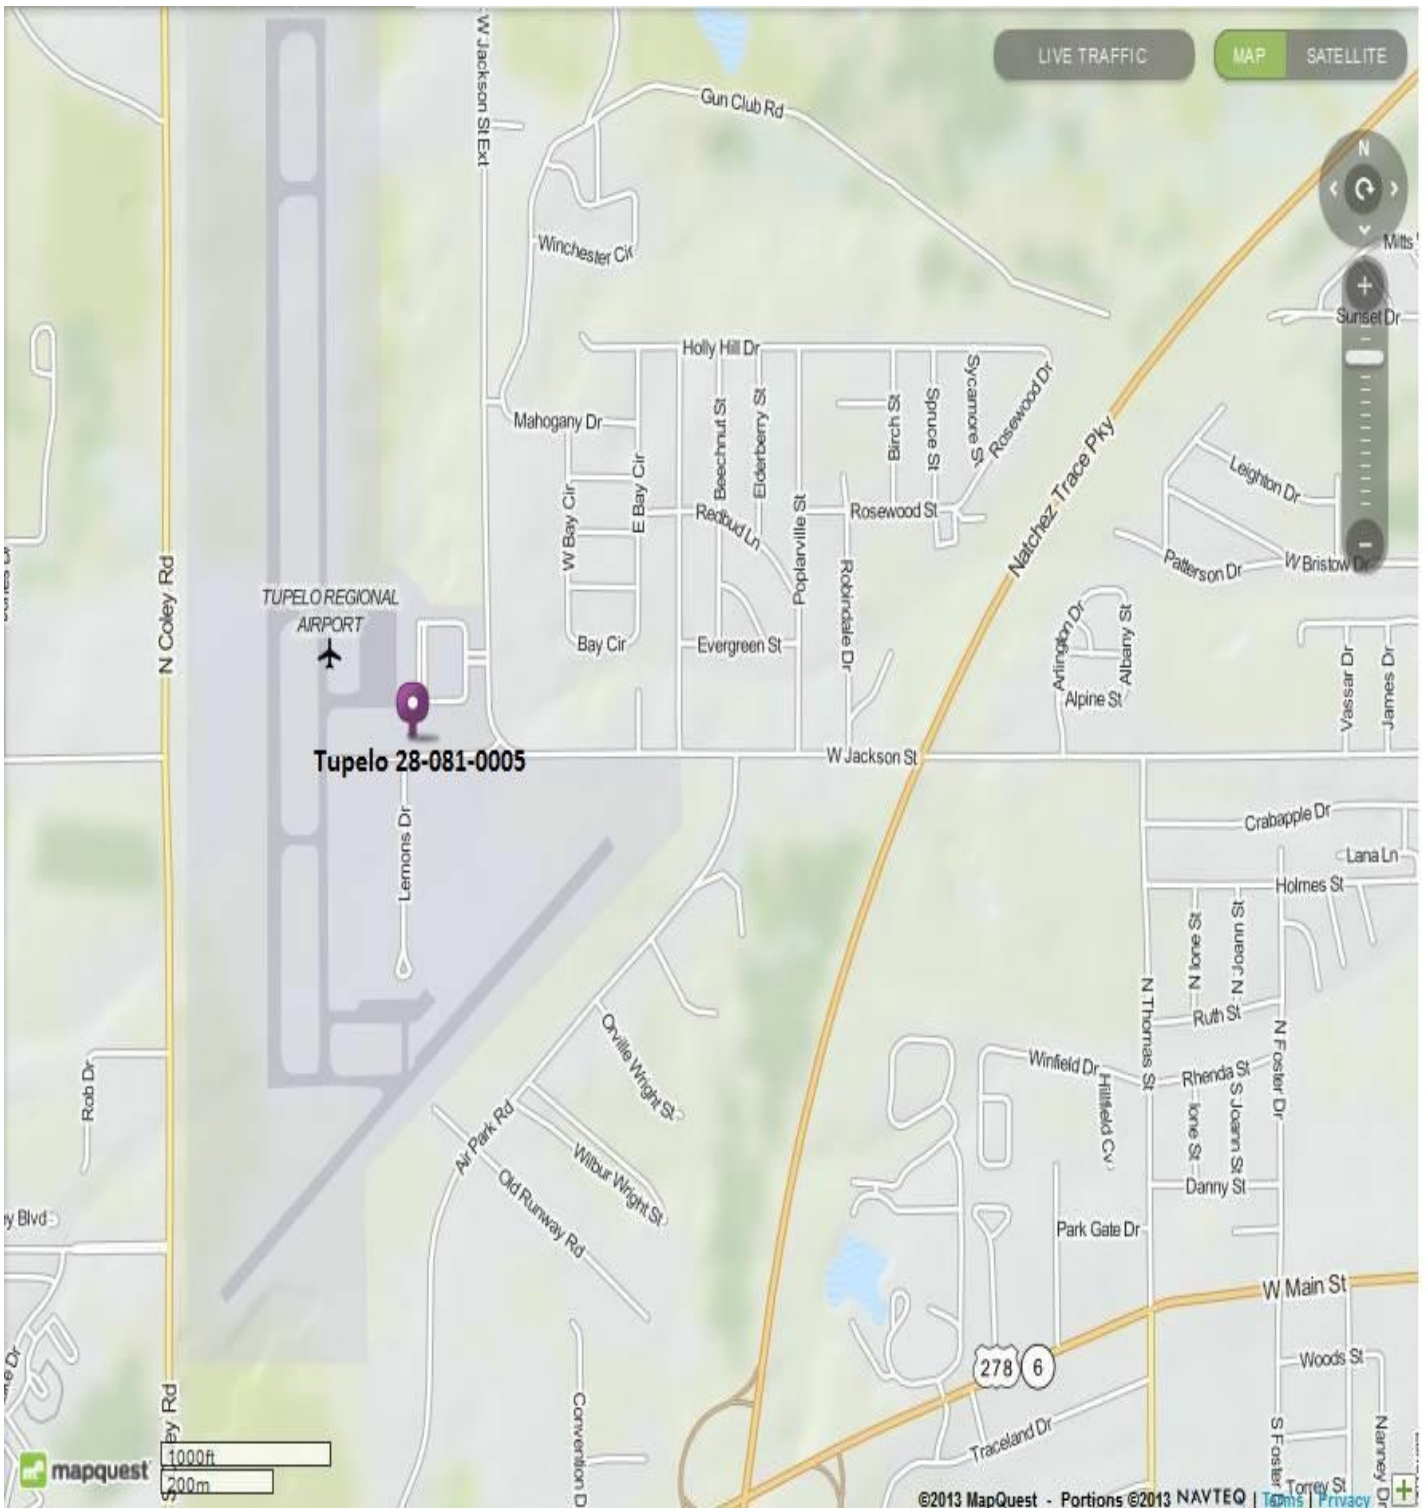 LIVE TRAFFIC
MAP
SATELLITE
W Jackson St Ext
Gun Club Rd
N
Winchester Cir
Mitts
Sunset Dr
Holly Hill Dr
Mahogany Dr
Beechnut St
Elderberry St
Birch St
Spruce St
Sycamore St
Rosewood Dr
Natchez Trace Pky
Leighton Dr
W Bay Cir
E Bay Cir
Redbud Ln
Poplarville St
Rosewood St
Robindale Dr
Patterson Dr
W Bristow Dr
N Coley Rd
TUPELO REGIONAL
AIRPORT
Bay Cir
Evergreen St
Arlington Dr
Albany St
Alpine St
Vassar Dr
James Dr
Tupelo 28-081-0005
W Jackson St
Lemons Dr
Crabapple Dr
Lana Ln
Holmes St
N Ione St
N Joann St
N Thomas St
Ruth St
N Foster Dr
Orville Wright St
Winfield Dr
Hillfield Cv
Rhenda St
Rob Dr
Air Park Rd
Ione St
S Joann St
Wilbur Wright St
Old Runway Rd
Danny St
ey Blvd
Park Gate Dr
W Main St
278
6
Woods St
Convention D
Traceland Dr
S Foster
Nanney D
Torrey St
mapquest
1000ft
200m
©2013 MapQuest - Portions ©2013 NAVTEQ | Terms | Privacy